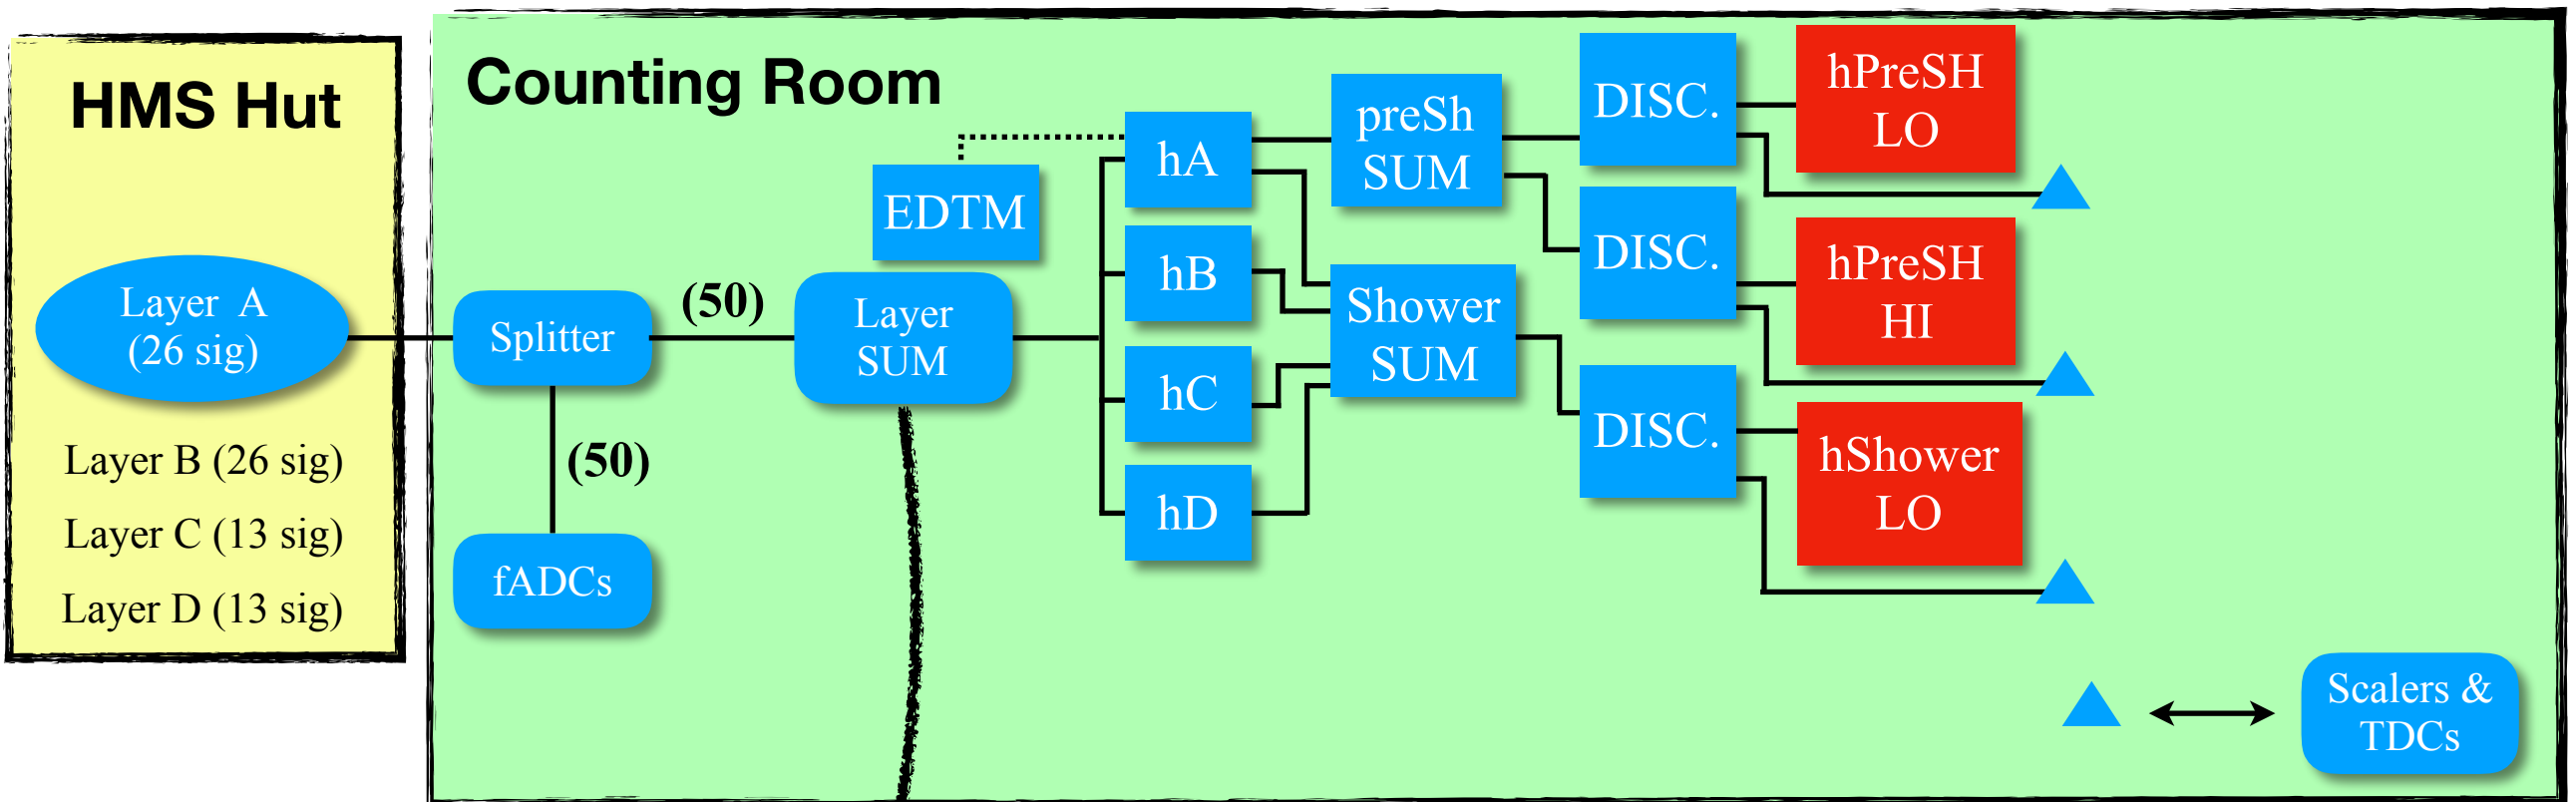 HMS Hut
Layer A
(26 sig)
Layer B (26 sig)
Layer C (13 sig)
Layer D (13 sig)
Counting Room
Splitter
(50)
(50)
fADCs
EDTM
Layer
SUM
hA
hB
hC
hD
preSh
SUM
Shower
SUM
DISC.
DISC.
DISC.
hPreSH
LO
hPreSH
HI
hShower
LO
Scalers &
TDCs